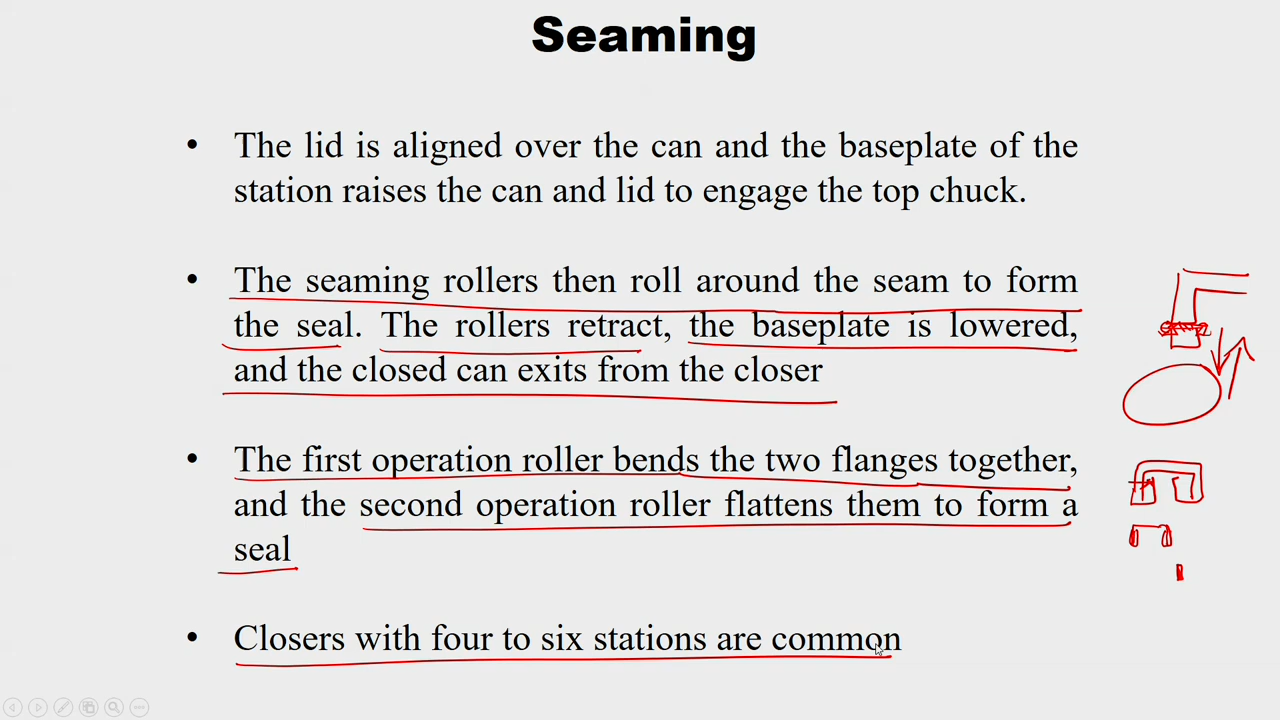 Seaming
• The lid is aligned over the can and the baseplate of the
station raises the can and lid to engage the top chuck.
• The seaming rollers then roll around the seam to form
the seal. The rollers retract, the baseplate is lowered,
and the closed can exits from the closer
• The first operation roller bends the two flanges together,
and the second operation roller flattens them to form a
seal
• Closers with four to six stations are common